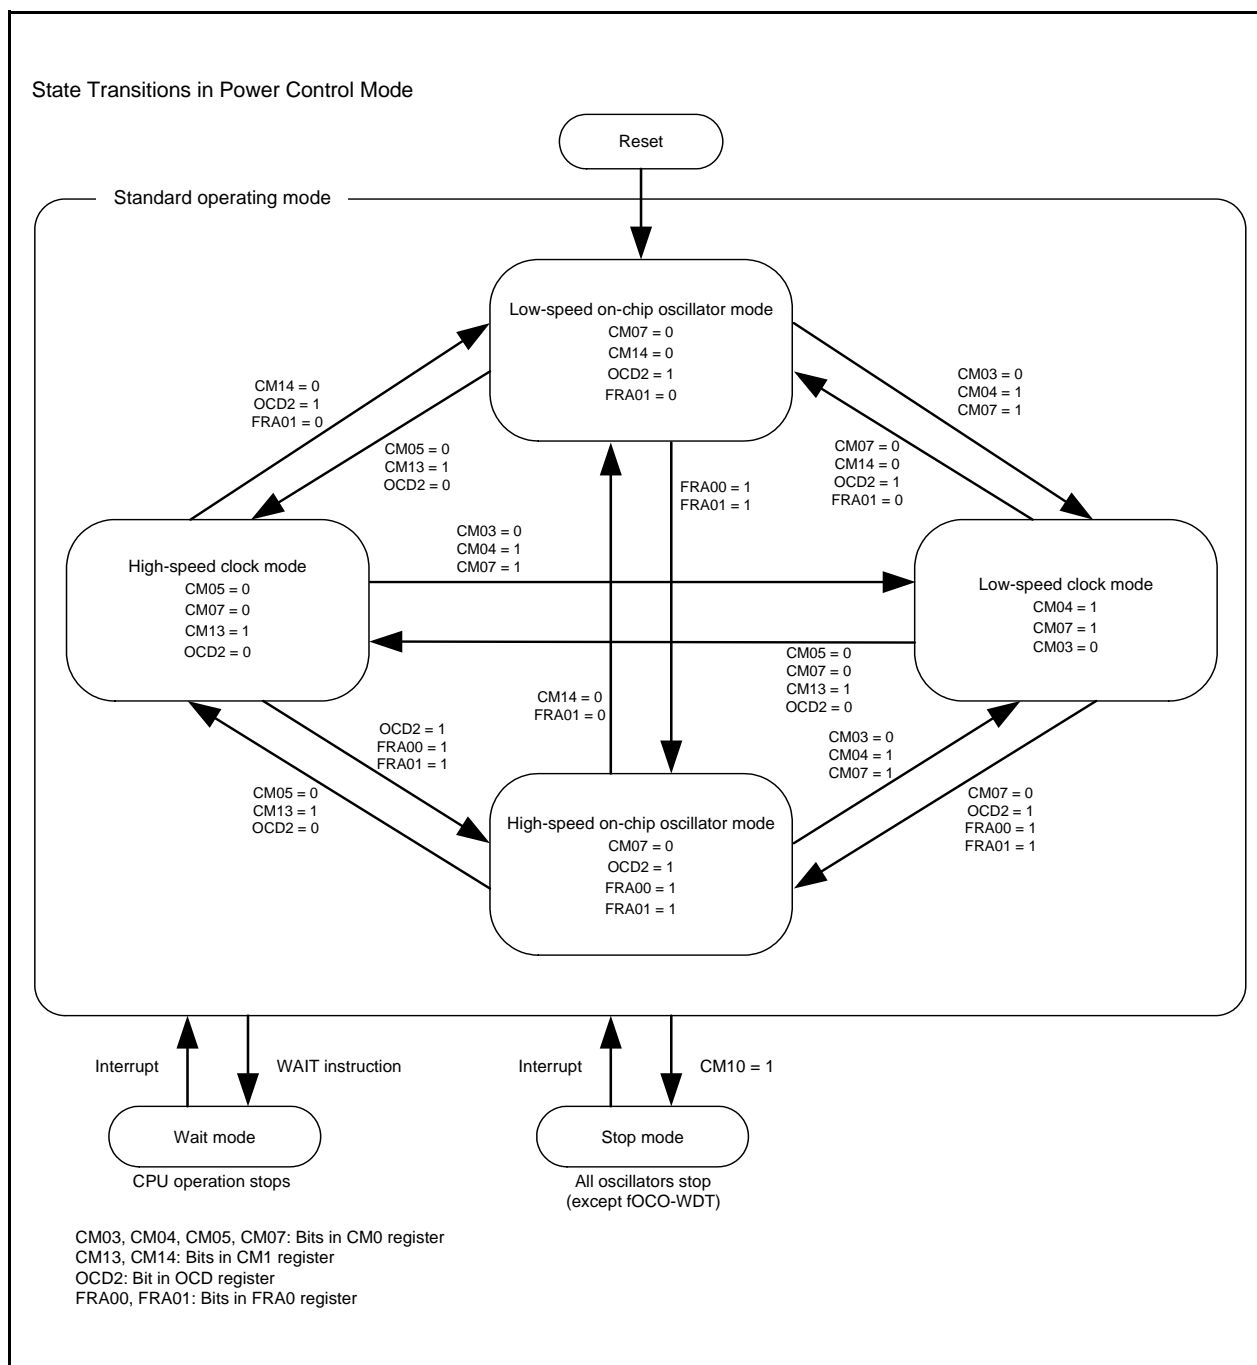 State Transitions in Power Control Mode
Reset
Standard operating mode
Low-speed on-chip oscillator mode
CM07 = 0
CM14 = 0
OCD2 = 1
FRA01 = 0
CM14 = 0
OCD2 = 1
FRA01 = 0
CM03 = 0
CM04 = 1
CM07 = 1
CM05 = 0
CM13 = 1
OCD2 = 0
CM07 = 0
CM14 = 0
OCD2 = 1
FRA01 = 0
FRA00 = 1
FRA01 = 1
CM03 = 0
CM04 = 1
CM07 = 1
High-speed clock mode
CM05 = 0
CM07 = 0
CM13 = 1
OCD2 = 0
Low-speed clock mode
CM04 = 1
CM07 = 1
CM03 = 0
CM05 = 0
CM07 = 0
CM13 = 1
OCD2 = 0
CM14 = 0
FRA01 = 0
OCD2 = 1
FRA00 = 1
FRA01 = 1
CM03 = 0
CM04 = 1
CM07 = 1
CM05 = 0
CM13 = 1
OCD2 = 0
CM07 = 0
OCD2 = 1
FRA00 = 1
FRA01 = 1
High-speed on-chip oscillator mode
CM07 = 0
OCD2 = 1
FRA00 = 1
FRA01 = 1
Interrupt
WAIT instruction
Interrupt
CM10 = 1
Wait mode
Stop mode
CPU operation stops
All oscillators stop
(except fOCO-WDT)
CM03, CM04, CM05, CM07: Bits in CM0 register
CM13, CM14: Bits in CM1 register
OCD2: Bit in OCD register
FRA00, FRA01: Bits in FRA0 register